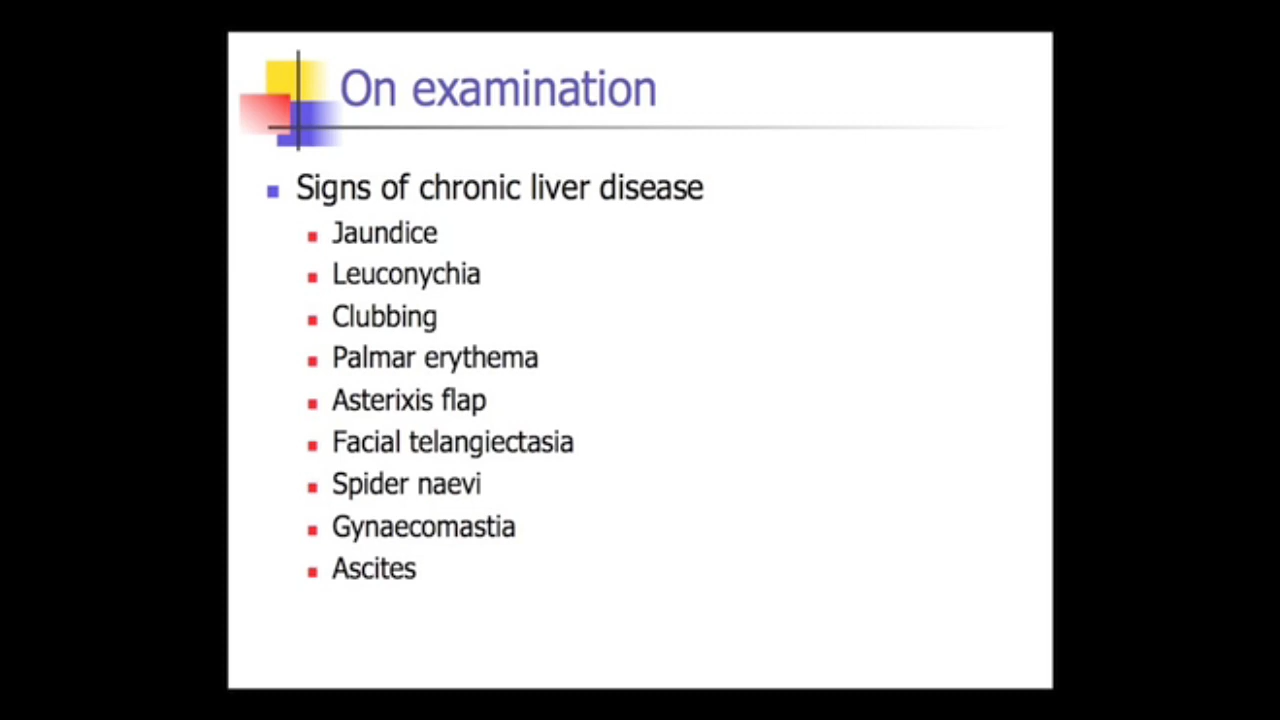 On examination
Signs of chronic liver disease
Jaundice
Leuconychia
Clubbing
Palmar erythema
Asterixis flap
Facial telangiectasia
Spider naevi
Gynaecomastia
Ascites